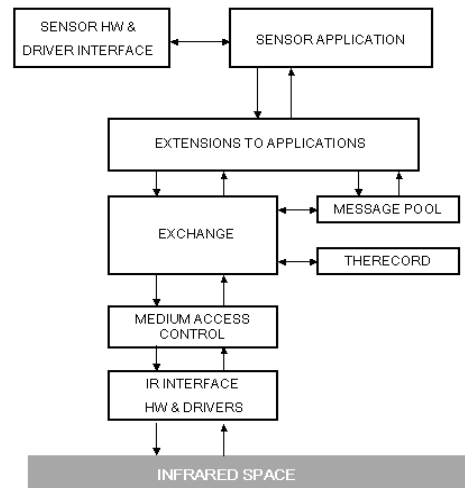 SENSOR HW &
DRIVER INTERFACE
SENSOR APPLICATION
EXTENSIONS TO APPLICATIONS
EXCHANGE
MESSAGE POOL
THERECORD
MEDIUM ACCESS
CONTROL
IR INTERFACE
HW & DRIVERS
INFRARED SPACE